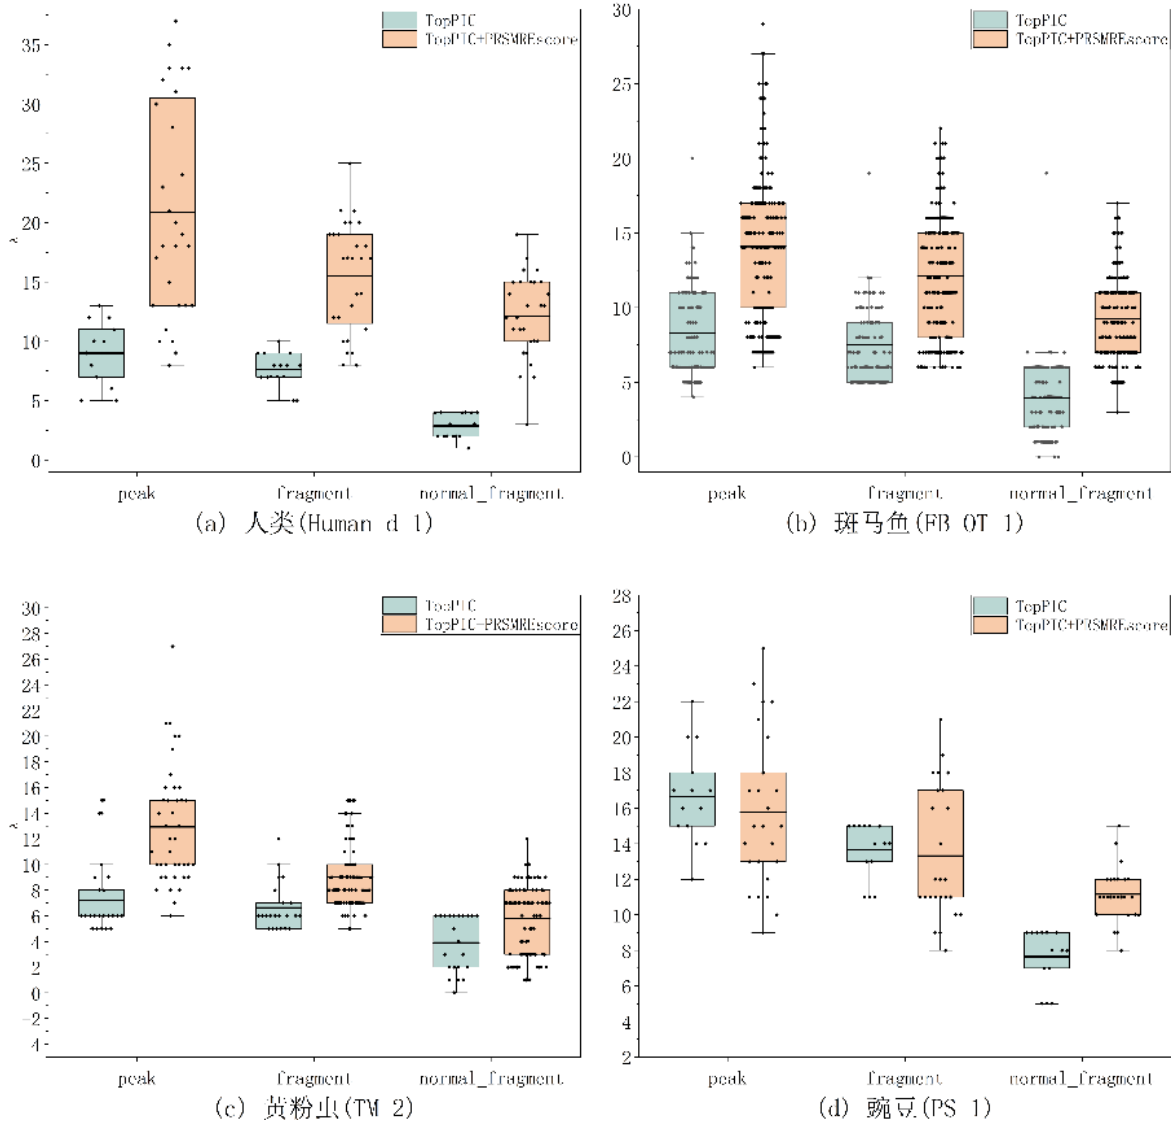 TopPIC
TopPIC+PRSMREscore
35
30
25
20
15
10
5
0
peak
fragment
normal_fragment
(a) 人类(Human d 1)
TopPIC
TopPIC+PRSMREscore
30
25
20
15
10
5
0
peak
fragment
normal_fragment
(b) 斑马鱼(FB OT 1)
TopPIC
TopPIC+PRSMREscore
30
28
26
24
22
20
18
16
14
12
10
8
6
4
2
0
-2
4
peak
fragment
normal_fragment
(c) 黄粉虫(TM 2)
TopPIC
TopPIC+PRSMREscore
28
26
24
22
20
18
16
14
12
10
8
6
4
2
peak
fragment
normal_fragment
(d) 豌豆(PS 1)